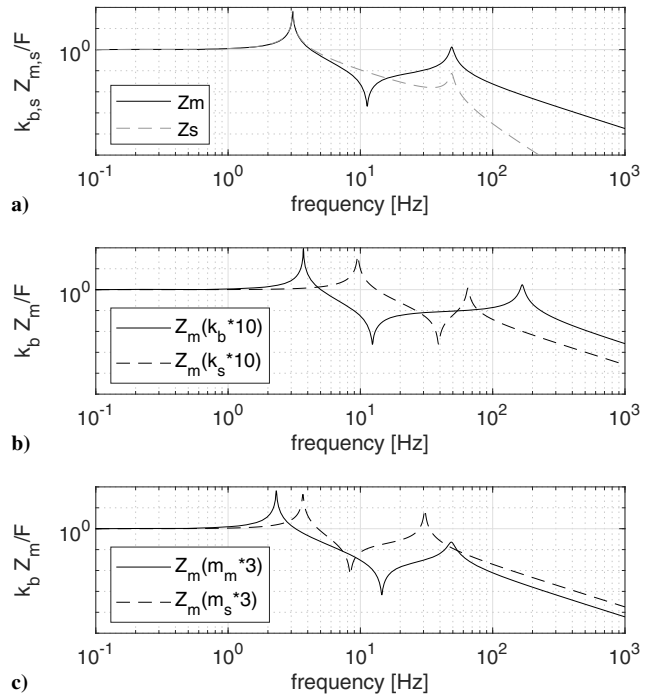 k_{b,s} Z_{m,s}/F
10^0
Zm
Zs
10^{-1} 10^0 10^1 10^2 10^3
frequency [Hz]
a)
k_b Z_m/F
10^0
Z_m(k_b*10)
Z_m(k_s*10)
10^{-1} 10^0 10^1 10^2 10^3
frequency [Hz]
b)
k_b Z_m/F
10^0
Z_m(m_m*3)
Z_m(m_s*3)
10^{-1} 10^0 10^1 10^2 10^3
frequency [Hz]
c)